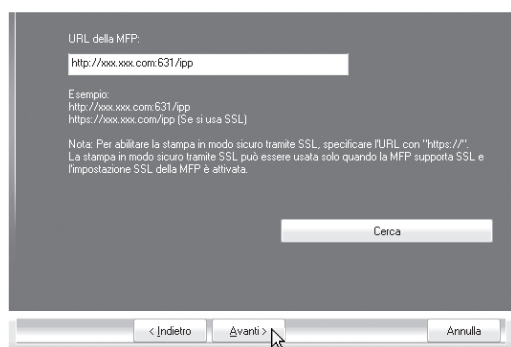 URL della MFP:
http://xxx.xxx.com:631/ipp
Esempio:
http://xxx.xxx.com:631/ipp
https://xxx.xxx.com/ipp (Se si usa SSL)
Nota: Per abilitare la stampa in modo sicuro tramite SSL, specificare l'URL con "https://".
La stampa in modo sicuro tramite SSL può essere usata solo quando la MFP supporta SSL e
l'impostazione SSL della MFP è attivata.
Cerca
< Indietro
Avanti >
Annulla